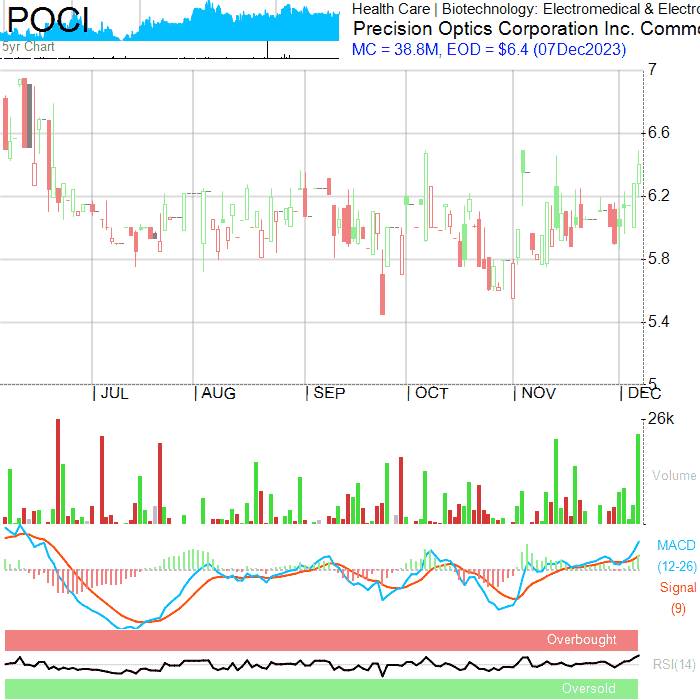 POCI
5yr Chart
Health Care | Biotechnology: Electromedical & Electro
Precision Optics Corporation Inc. Commo
MC = 38.8M, EOD = $6.4 (07Dec2023)
7
6.6
6.2
5.8
5.4
5
| JUL | AUG | SEP | OCT | NOV | DEC
26k
Volume
MACD
(12-26)
Signal
(9)
Overbought
RSI(14)
Oversold